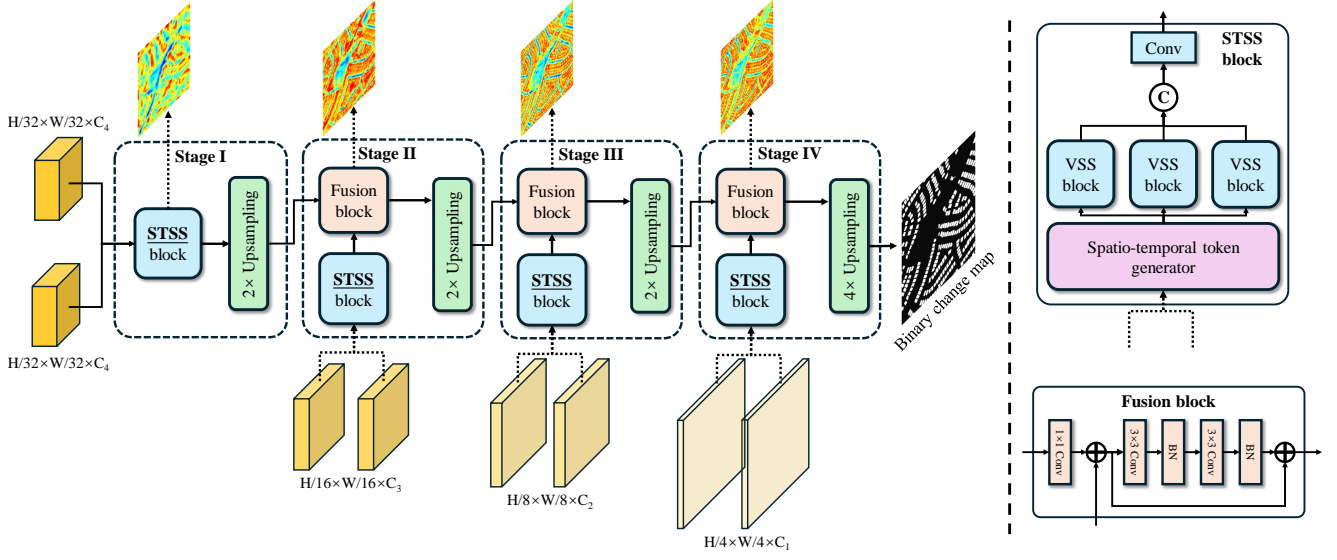 H/32×W/32×C₄
H/32×W/32×C₄
Stage I
STSS
block
2× Upsampling
Stage II
Fusion
block
STSS
block
2× Upsampling
H/16×W/16×C₃
Stage III
Fusion
block
STSS
block
2× Upsampling
H/8×W/8×C₂
Stage IV
Fusion
block
STSS
block
4× Upsampling
H/4×W/4×C₁
Binary change map
STSS
block
Conv
C
VSS
block
VSS
block
VSS
block
Spatio-temporal token
generator
Fusion block
1×1 Conv
3×3 Conv
BN
3×3 Conv
BN